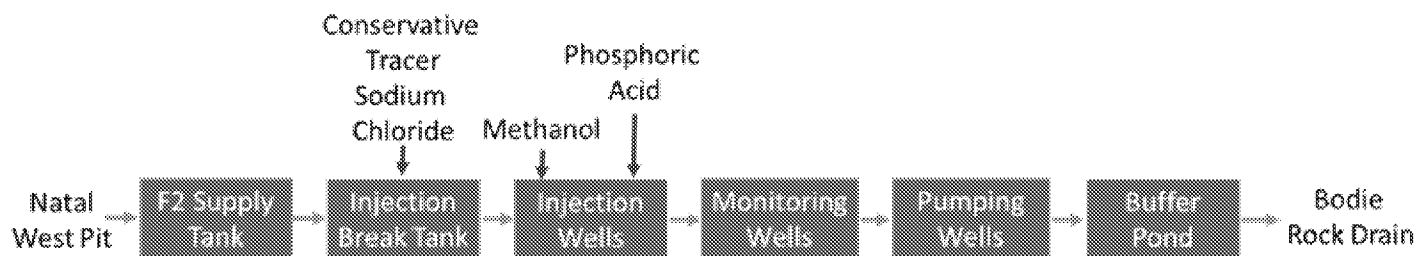 Conservative
Tracer
Sodium
Chloride
Methanol
Phosphoric
Acid
Natal
West Pit
F2 Supply
Tank
Injection
Break Tank
Injection
Wells
Monitoring
Wells
Pumping
Wells
Buffer
Pond
Bodie
Rock Drain